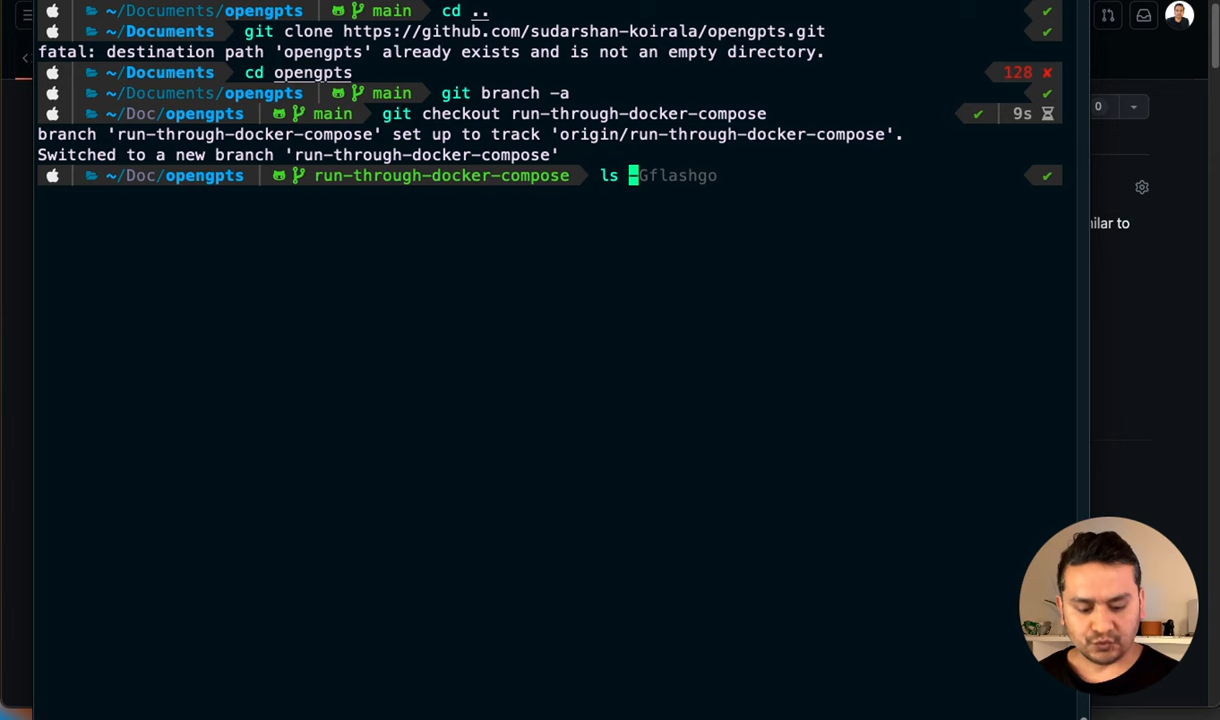 ~/Documents/opengpts main cd .. ✔
~/Documents git clone https://github.com/sudarshan-koirala/opengpts.git ✔
fatal: destination path 'opengpts' already exists and is not an empty directory.
~/Documents cd opengpts 128 ✘
~/Documents/opengpts main git branch -a ✔
~/Doc/opengpts main git checkout run-through-docker-compose ✔ 9s
branch 'run-through-docker-compose' set up to track 'origin/run-through-docker-compose'.
Switched to a new branch 'run-through-docker-compose'
~/Doc/opengpts run-through-docker-compose ls -Gflashgo ✔
0
ilar to